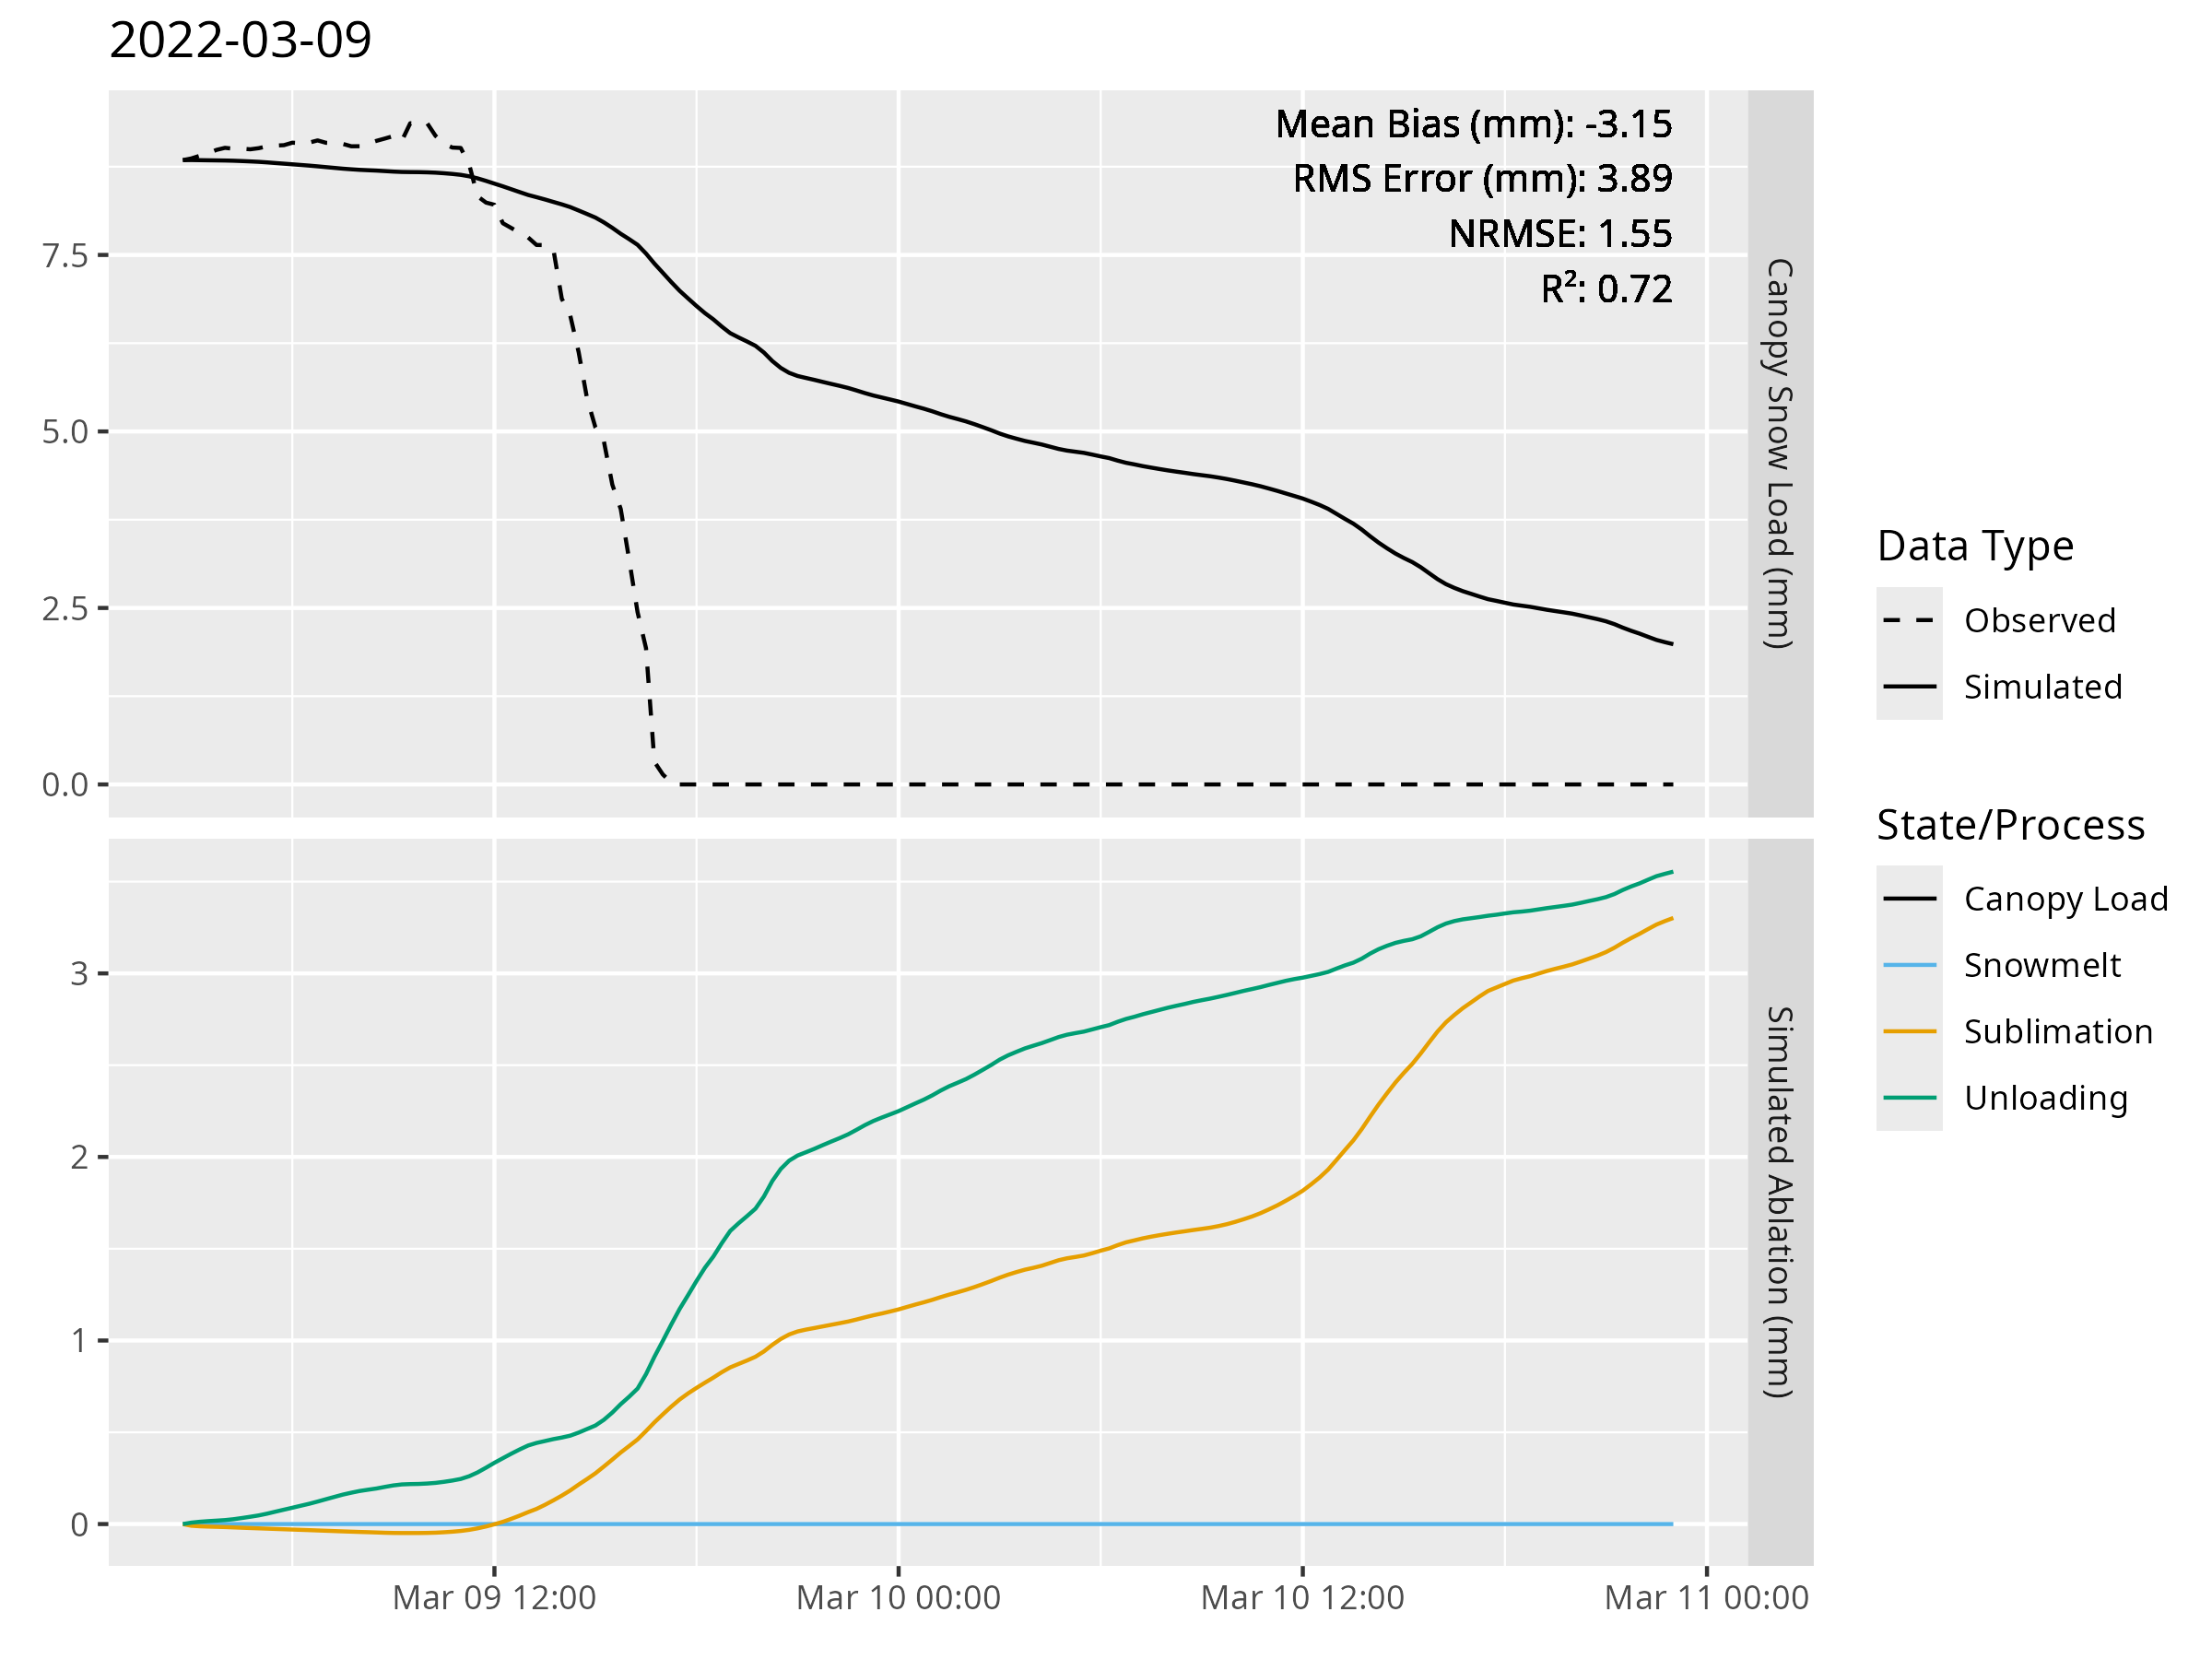 2022-03-09
Mean Bias (mm): -3.15
RMS Error (mm): 3.89
NRMSE: 1.55
R²: 0.72
7.5
5.0
2.5
0.0
Canopy Snow Load (mm)
3
2
1
0
Simulated Ablation (mm)
Mar 09 12:00
Mar 10 00:00
Mar 10 12:00
Mar 11 00:00
Data Type
Observed
Simulated
State/Process
Canopy Load
Snowmelt
Sublimation
Unloading